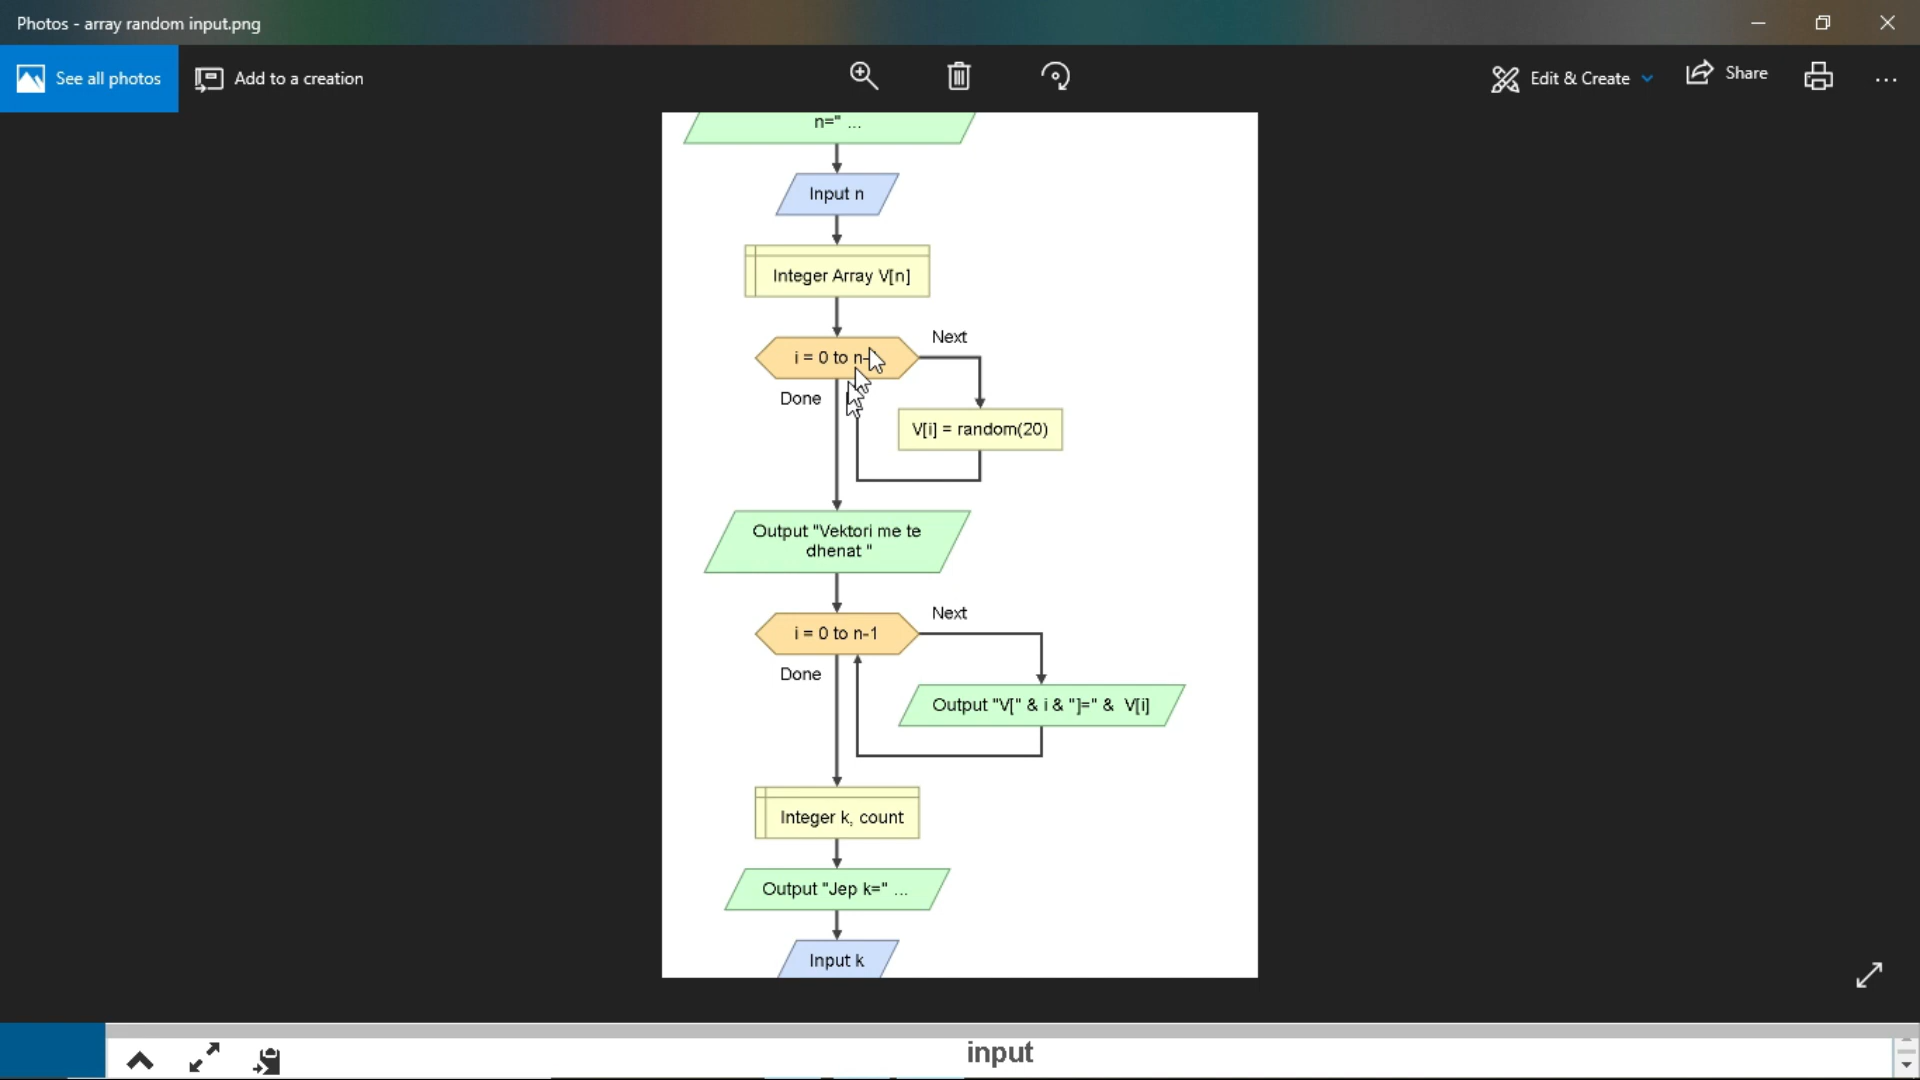 Photos - array random input.png
See all photos
Add to a creation
Edit & Create
Share
n=" ...
Input n
Integer Array V[n]
i = 0 to n-
Next
Done
V[i] = random(20)
Output "Vektori me te
dhenat "
i = 0 to n-1
Next
Done
Output "V[" & i & "]=" & V[i]
Integer k, count
Output "Jep k=" ...
Input k
input